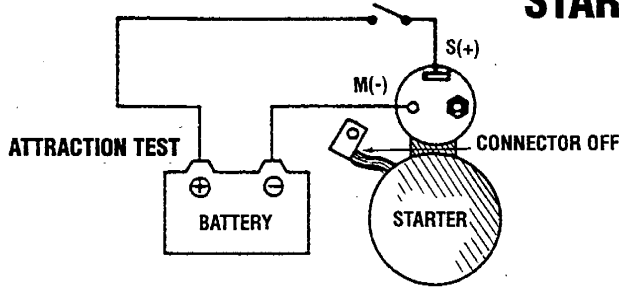 STAR
S(+)
M(-)
ATTRACTION TEST
CONNECTOR OFF
+ -
BATTERY
STARTER